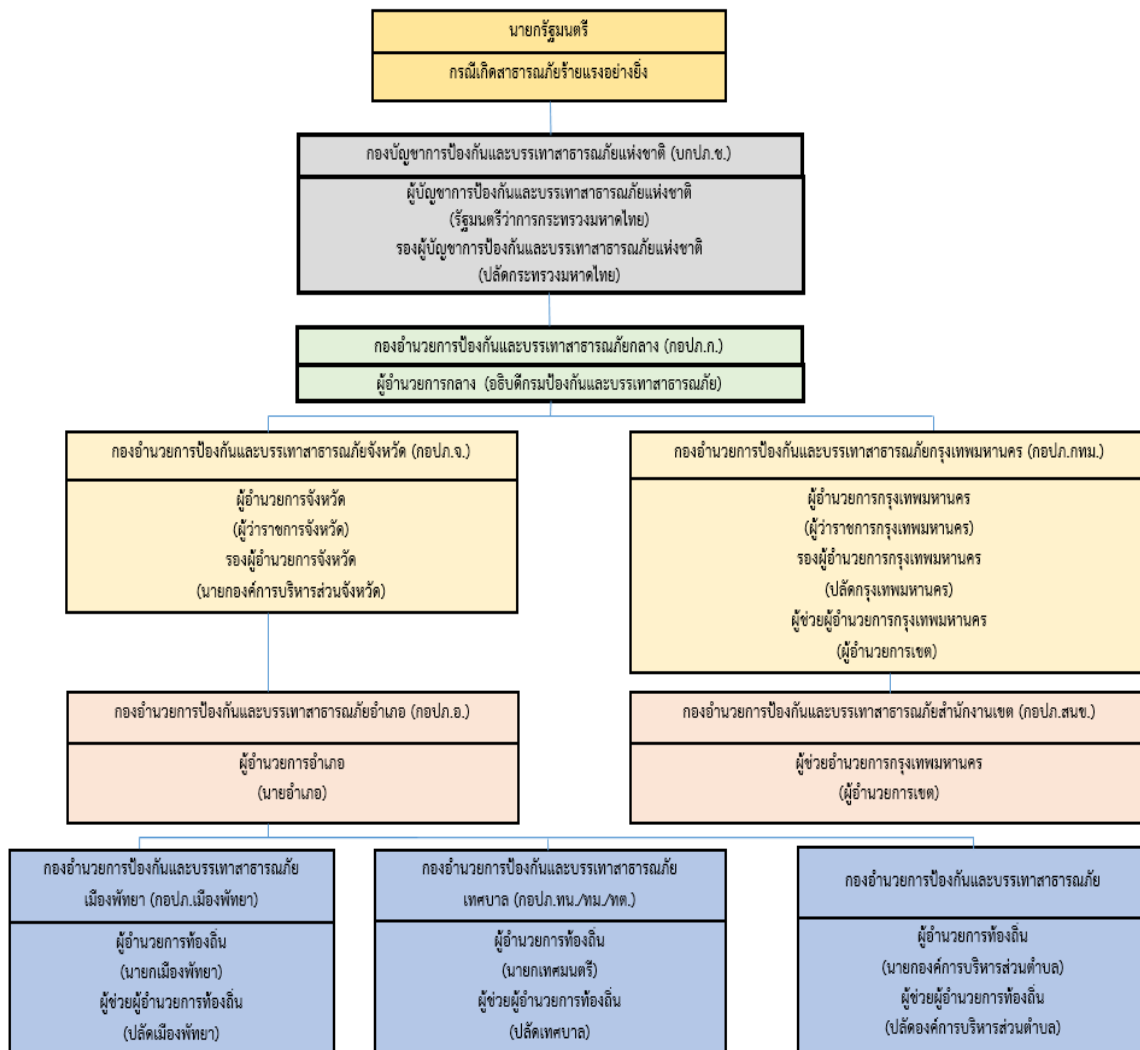 นายกรัฐมนตรี
กรณีเกิดสาธารณภัยร้ายแรงอย่างยิ่ง
กองบัญชาการป้องกันและบรรเทาสาธารณภัยแห่งชาติ (บกปภ.ช.)
ผู้บัญชาการป้องกันและบรรเทาสาธารณภัยแห่งชาติ
(รัฐมนตรีว่าการกระทรวงมหาดไทย)
รองผู้บัญชาการป้องกันและบรรเทาสาธารณภัยแห่งชาติ
(ปลัดกระทรวงมหาดไทย)
กองอำนวยการป้องกันและบรรเทาสาธารณภัยกลาง (กอปภ.ก.)
ผู้อำนวยการกลาง (อธิบดีกรมป้องกันและบรรเทาสาธารณภัย)
กองอำนวยการป้องกันและบรรเทาสาธารณภัยจังหวัด (กอปภ.จ.)
ผู้อำนวยการจังหวัด
(ผู้ว่าราชการจังหวัด)
รองผู้อำนวยการจังหวัด
(นายกองค์การบริหารส่วนจังหวัด)
กองอำนวยการป้องกันและบรรเทาสาธารณภัยกรุงเทพมหานคร (กอปภ.กทม.)
ผู้อำนวยการกรุงเทพมหานคร
(ผู้ว่าราชการกรุงเทพมหานคร)
รองผู้อำนวยการกรุงเทพมหานคร
(ปลัดกรุงเทพมหานคร)
ผู้ช่วยผู้อำนวยการกรุงเทพมหานคร
(ผู้อำนวยการเขต)
กองอำนวยการป้องกันและบรรเทาสาธารณภัยอำเภอ (กอปภ.อ.)
ผู้อำนวยการอำเภอ
(นายอำเภอ)
กองอำนวยการป้องกันและบรรเทาสาธารณภัยสำนักงานเขต (กอปภ.สนข.)
ผู้ช่วยอำนวยการกรุงเทพมหานคร
(ผู้อำนวยการเขต)
กองอำนวยการป้องกันและบรรเทาสาธารณภัย
เมืองพัทยา (กอปภ.เมืองพัทยา)
ผู้อำนวยการท้องถิ่น
(นายกเมืองพัทยา)
ผู้ช่วยผู้อำนวยการท้องถิ่น
(ปลัดเมืองพัทยา)
กองอำนวยการป้องกันและบรรเทาสาธารณภัย
เทศบาล (กอปภ.ทน./ทม./ทต.)
ผู้อำนวยการท้องถิ่น
(นายกเทศมนตรี)
ผู้ช่วยผู้อำนวยการท้องถิ่น
(ปลัดเทศบาล)
กองอำนวยการป้องกันและบรรเทาสาธารณภัย
ผู้อำนวยการท้องถิ่น
(นายกองค์การบริหารส่วนตำบล)
ผู้ช่วยผู้อำนวยการท้องถิ่น
(ปลัดองค์การบริหารส่วนตำบล)